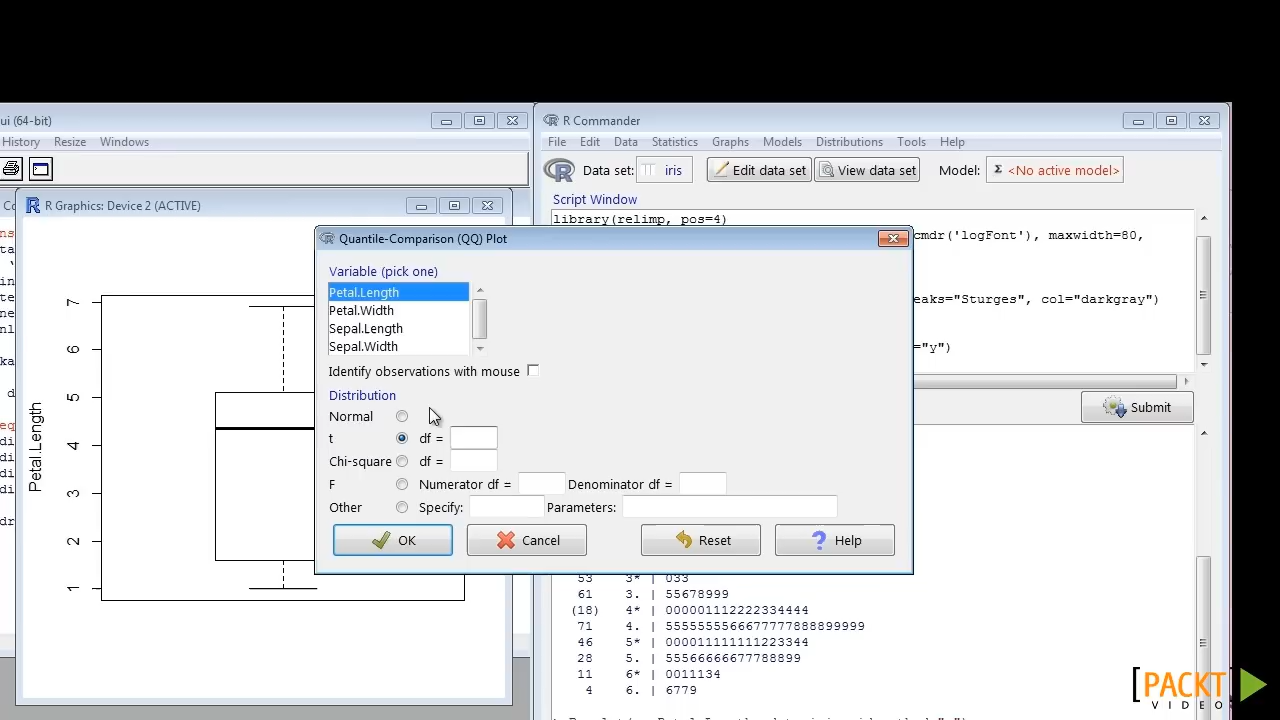 ui (64-bit)
History Resize Windows
R Graphics: Device 2 (ACTIVE)
Petal.Length
7
6
5
4
3
2
1
R Commander
File Edit Data Statistics Graphs Models Distributions Tools Help
Data set: iris Edit data set View data set Model: Σ <No active model>
Script Window
library(relimp, pos=4)
cmdr('logFont'), maxwidth=80,
eaks="Sturges", col="darkgray")
="y")
Submit
Quantile-Comparison (QQ) Plot
Variable (pick one)
Petal.Length
Petal.Width
Sepal.Length
Sepal.Width
Identify observations with mouse
Distribution
Normal
t df =
Chi-square df =
F Numerator df = Denominator df =
Other Specify: Parameters:
OK Cancel Reset Help
53 3* | 033
61 3. | 55678999
(18) 4* | 000001112222334444
71 4. | 5555555566677777888899999
46 5* | 000011111111223344
28 5. | 55566666677788899
11 6* | 0011134
4 6. | 6779
[PACKT
VIDEO